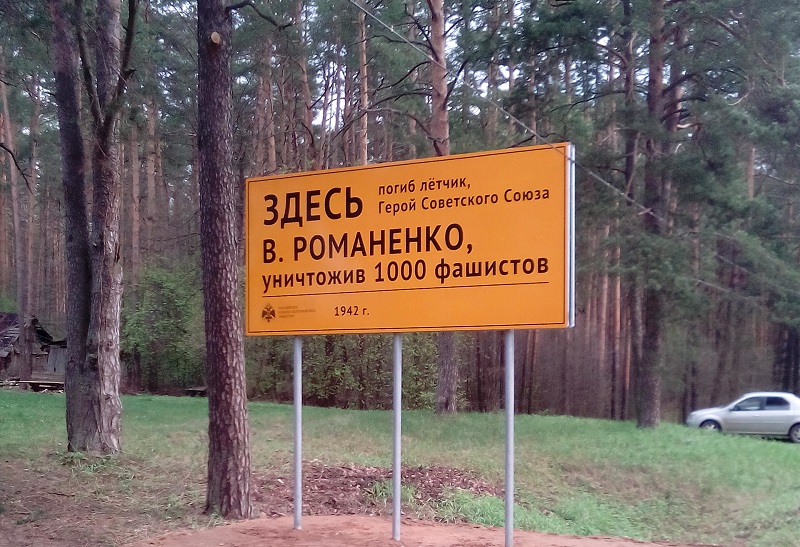 ЗДЕСЬ погиб лётчик,
Герой Советского Союза
В. РОМАНЕНКО,
уничтожив 1000 фашистов
1942 г.